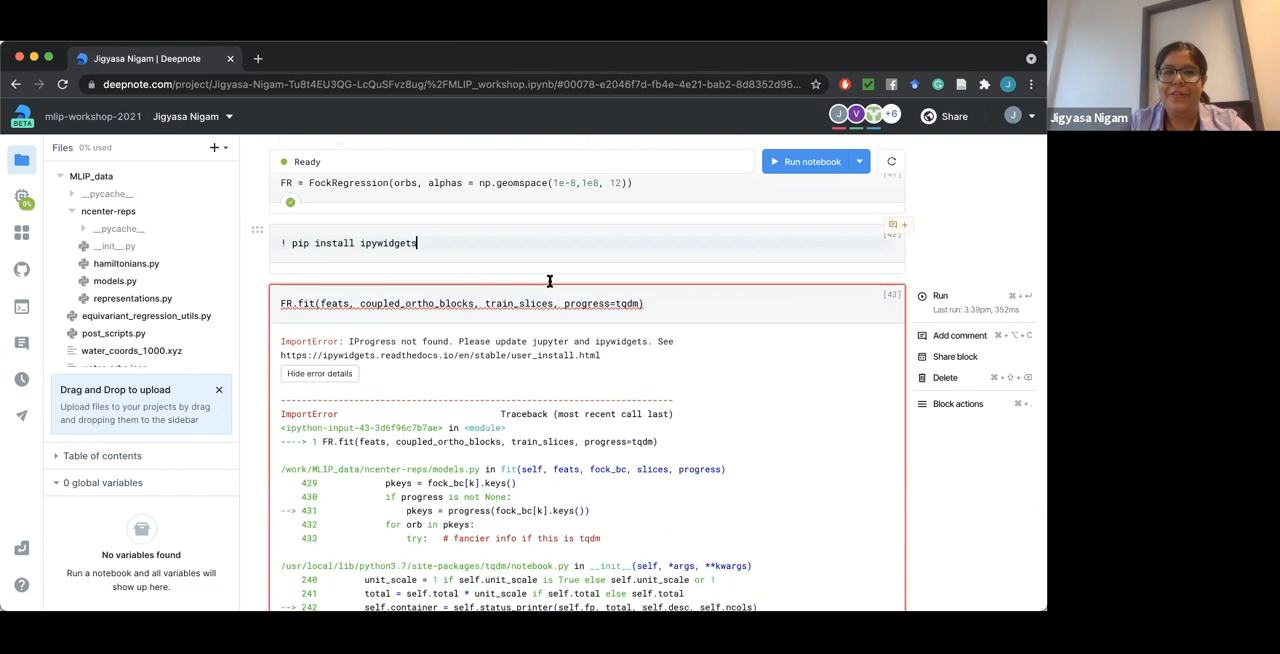 Jigyasa Nigam | Deepnote
deepnote.com/project/Jigyasa-Nigam-Tu8t4EU3QG-LcQuSFvz8ug/%2FMLIP_workshop.ipynb/#00078-e2046f7d-fb4e-4e21-bab2-8d8352d95...
BETA
mlip-workshop-2021
Jigyasa Nigam
J
V
+6
Share
J
Jigyasa Nigam
Files 0% used
Ready
Run notebook
MLIP_data
__pycache__
ncenter-reps
__pycache__
__init__.py
hamiltonians.py
models.py
representations.py
equivariant_regression_utils.py
post_scripts.py
water_coords_1000.xyz
0%
Drag and Drop to upload
Upload files to your projects by drag
and dropping them to the sidebar
Table of contents
0 global variables
No variables found
Run a notebook and all variables will
show up here.
FR = FockRegression(orbs, alphas = np.geomspace(1e-8,1e8, 12))
! pip install ipywidgets
[42]
FR.fit(feats, coupled_ortho_blocks, train_slices, progress=tqdm)
[43]
ImportError: IProgress not found. Please update jupyter and ipywidgets. See
https://ipywidgets.readthedocs.io/en/stable/user_install.html
Hide error details
---------------------------------------------------------------------------
ImportError Traceback (most recent call last)
<ipython-input-43-3d6f96c7b7ae> in <module>
----> 1 FR.fit(feats, coupled_ortho_blocks, train_slices, progress=tqdm)
/work/MLIP_data/ncenter-reps/models.py in fit(self, feats, fock_bc, slices, progress)
429 pkeys = fock_bc[k].keys()
430 if progress is not None:
--> 431 pkeys = progress(fock_bc[k].keys())
432 for orb in pkeys:
433 try: # fancier info if this is tqdm
/usr/local/lib/python3.7/site-packages/tqdm/notebook.py in __init__(self, *args, **kwargs)
240 unit_scale = 1 if self.unit_scale is True else self.unit_scale or 1
241 total = self.total * unit_scale if self.total else self.total
--> 242 self.container = self.status_printer(self.fp, total, self.desc, self.ncols)
Run
Last run: 3:39pm, 352ms
Add comment
Share block
Delete
Block actions